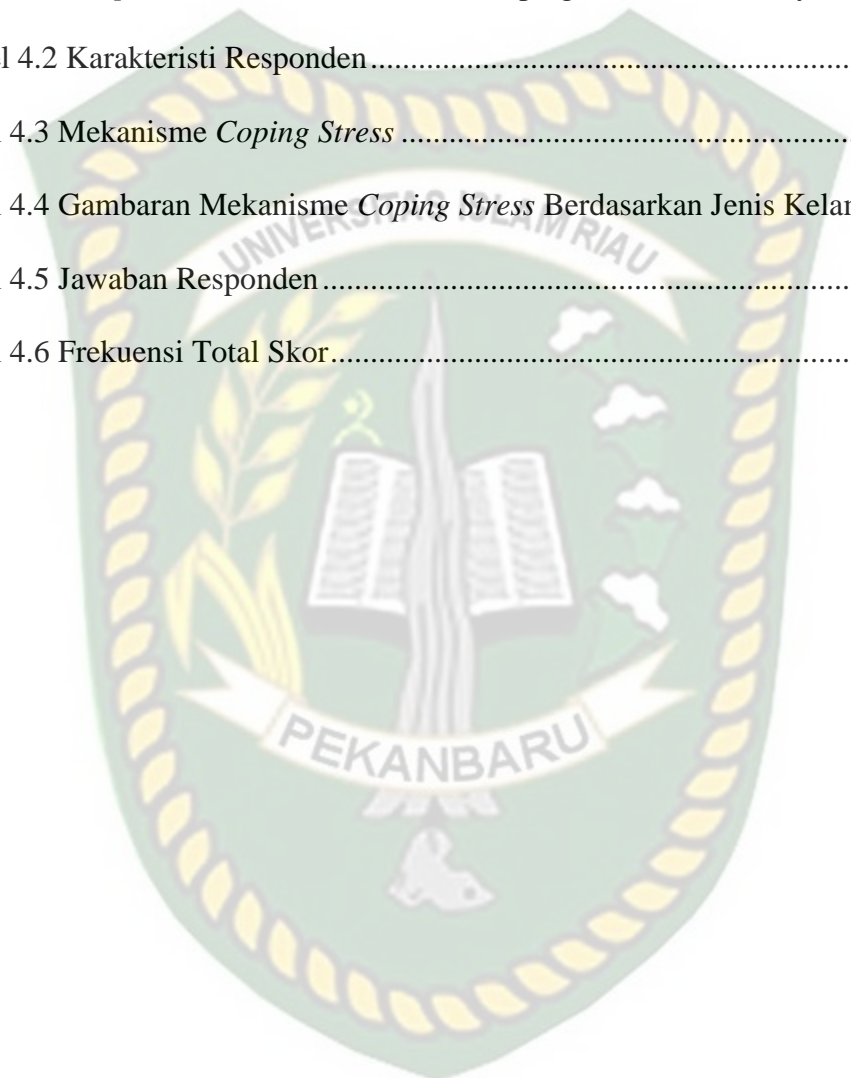 l 4.2 Karakteristi Responden
4.3 Mekanisme Coping Stress
4.4 Gambaran Mekanisme Coping Stress Berdasarkan Jenis Kelam
4.5 Jawaban Responden
4.6 Frekuensi Total Skor
UNIVERSITAS ISLAM RIAU
PEKANBARU